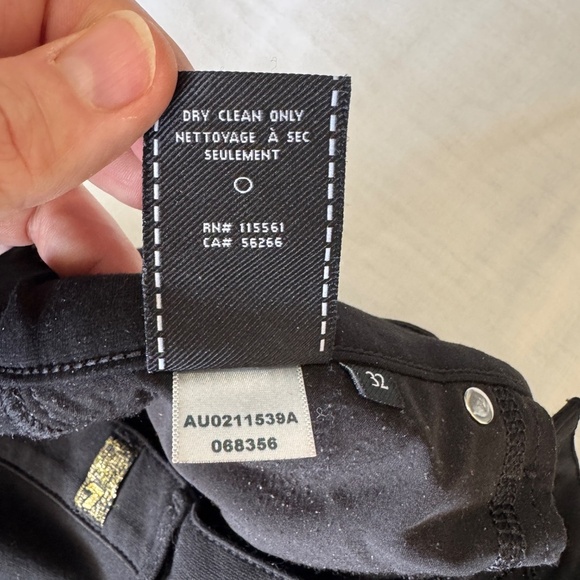 DRY CLEAN ONLY
NETTOYAGE À SEC
SEULEMENT
RN# 115561
CA# 56266
32
AU0211539A
068356